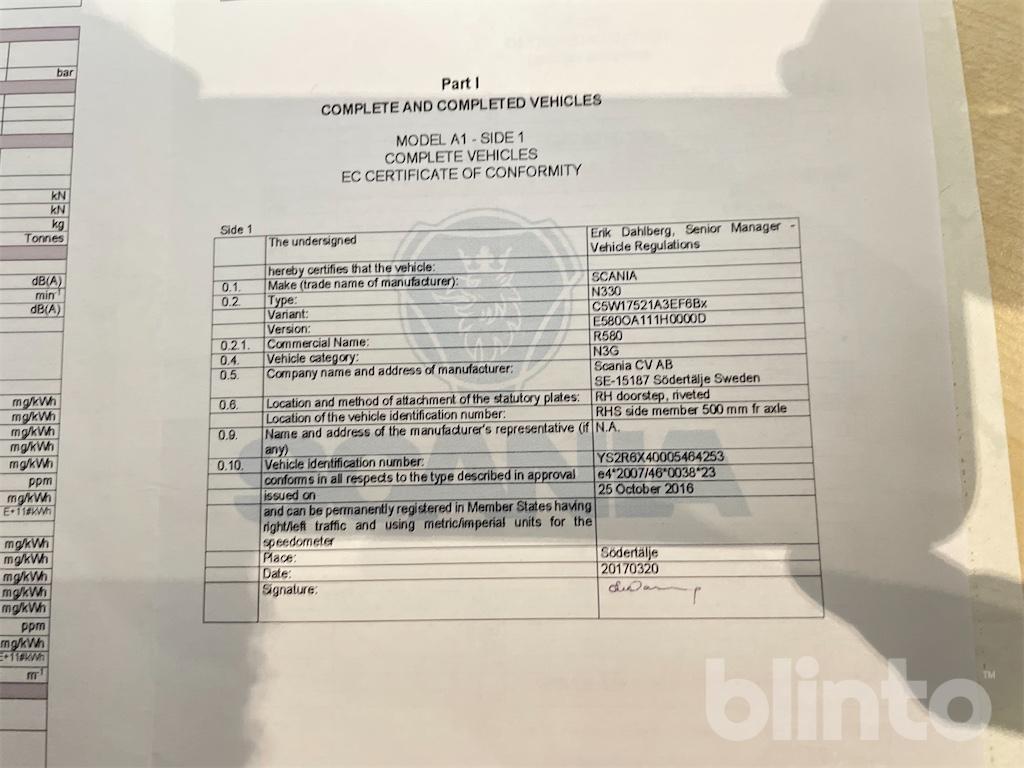 bar
kN
kN
kg
Tonnes
dB(A)
min⁻¹
dB(A)
mg/kWh
mg/kWh
mg/kWh
mg/kWh
mg/kWh
ppm
mg/kWh
E+11#kWh
mg/kWh
mg/kWh
mg/kWh
mg/kWh
mg/kWh
ppm
mg/kWh
E+11#kWh
m⁻¹
Part I
COMPLETE AND COMPLETED VEHICLES
MODEL A1 - SIDE 1
COMPLETE VEHICLES
EC CERTIFICATE OF CONFORMITY
Side 1
The undersigned Erik Dahlberg, Senior Manager -
Vehicle Regulations
hereby certifies that the vehicle:
0.1. Make (trade name of manufacturer): SCANIA
0.2. Type: N330
Variant: C5W17521A3EF6Bx
Version: E580OA111H0000D
0.2.1. Commercial Name: R580
0.4. Vehicle category: N3G
0.5. Company name and address of manufacturer: Scania CV AB
SE-15187 Södertälje Sweden
0.6. Location and method of attachment of the statutory plates: RH doorstep, riveted
Location of the vehicle identification number: RHS side member 500 mm fr axle
0.9. Name and address of the manufacturer's representative (if N.A.
any)
0.10. Vehicle identification number: YS2R6X40005464253
conforms in all respects to the type described in approval e4*2007/46*0038*23
issued on 25 October 2016
and can be permanently registered in Member States having
right/left traffic and using metric/imperial units for the
speedometer
Place: Södertälje
Date: 20170320
Signature:
SCANIA
blinto™